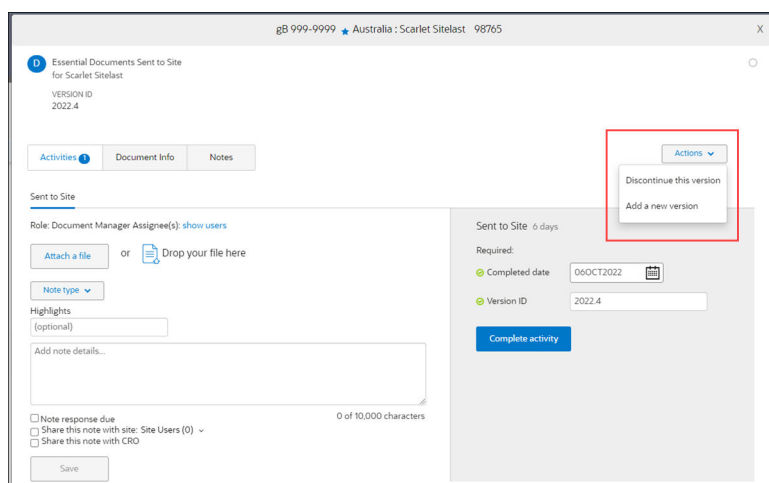 gB 999-9999 Australia : Scarlet Sitelast 98765 X
D Essential Documents Sent to Site
for Scarlet Sitelast
VERSION ID
2022.4
Activities 1 Document Info Notes Actions
Discontinue this version
Add a new version
Sent to Site
Role: Document Manager Assignee(s): show users
Attach a file or Drop your file here
Note type
Highlights
(optional)
Add note details...
0 of 10,000 characters
Note response due
Share this note with site: Site Users (0)
Share this note with CRO
Save
Sent to Site 6 days
Required:
Completed date 06OCT2022
Version ID 2022.4
Complete activity